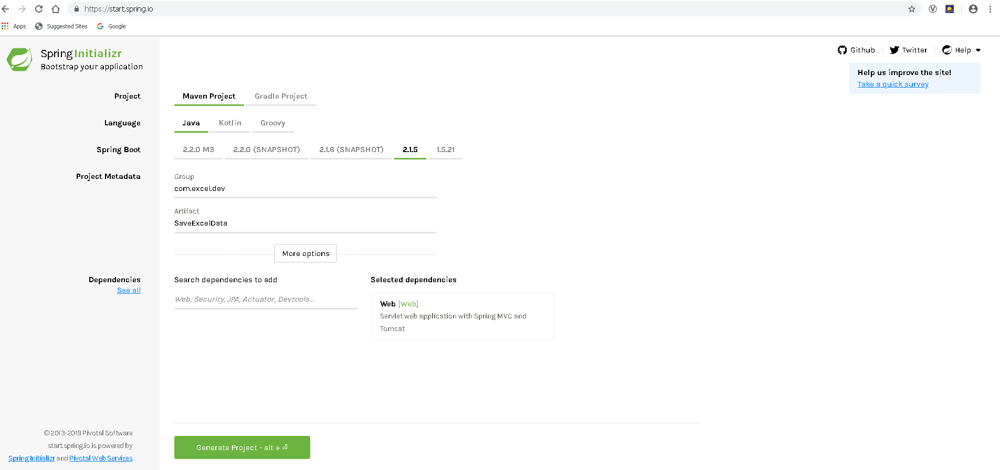 https://start.spring.io
Apps Suggested Sites Google
Spring Initializr
Bootstrap your application
Github Twitter Help
Help us improve the site!
Take a quick survey
Project
Maven Project Gradle Project
Language
Java Kotlin Groovy
Spring Boot
2.2.0 M3 2.2.0 (SNAPSHOT) 2.1.6 (SNAPSHOT) 2.1.5 1.5.21
Project Metadata
Group
com.excel.dev
Artifact
SaveExcelData
More options
Dependencies
See all
Search dependencies to add
Web, Security, JPA, Actuator, Devtools...
Selected dependencies
Web [Web]
Servlet web application with Spring MVC and
Tomcat
© 2013-2019 Pivotal Software
start.spring.io is powered by
Spring Initializr and Pivotal Web Services
Generate Project - alt + ⏎